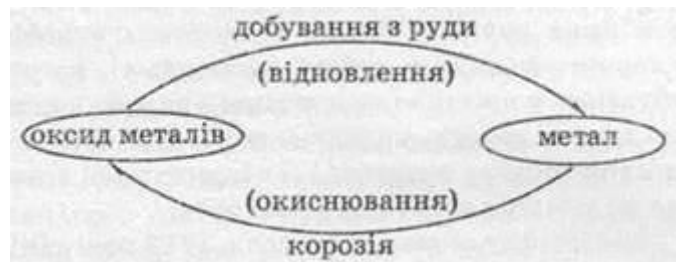 добування з руди
(відновлення)
оксид металів
метал
(окиснювання)
корозія